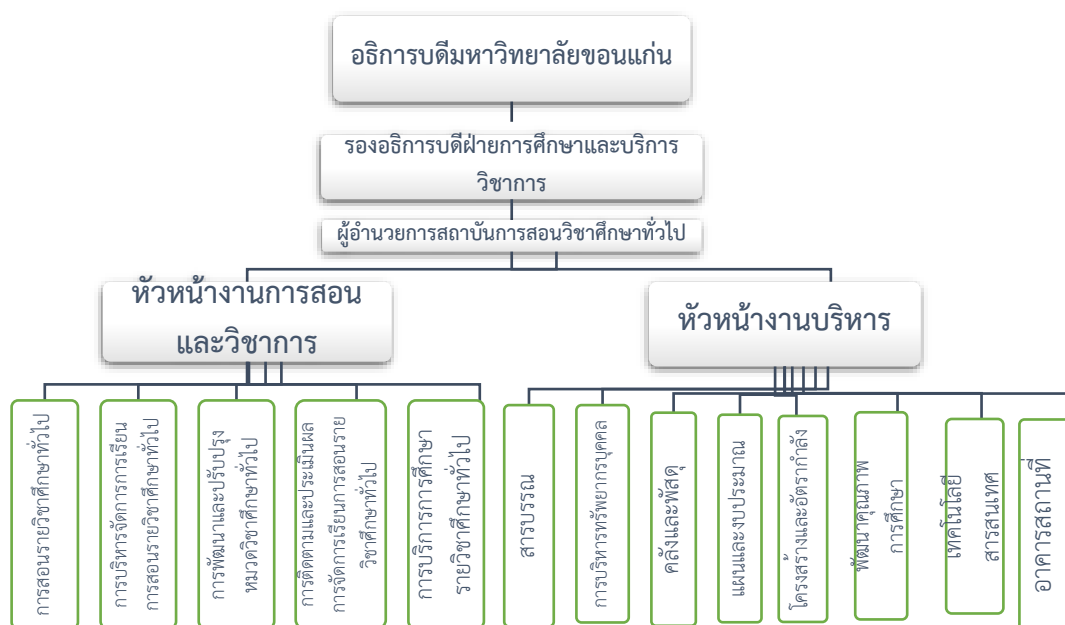 อธิการบดีมหาวิทยาลัยขอนแก่น
รองอธิการบดีฝ่ายการศึกษาและบริการ
วิชาการ
ผู้อำนวยการสถาบันการสอนวิชาศึกษาทั่วไป
หัวหน้างานการสอน
และวิชาการ
หัวหน้างานบริหาร
การสอนรายวิชาศึกษาทั่วไป
การบริหารจัดการการเรียน
การสอนรายวิชาศึกษาทั่วไป
การพัฒนาและปรับปรุง
หมวดวิชาศึกษาทั่วไป
การติดตามและประเมินผล
การจัดการเรียนการสอนราย
วิชาศึกษาทั่วไป
การบริการการศึกษา
รายวิชาศึกษาทั่วไป
สารบรรณ
การบริหารทรัพยากรบุคคล
คลังและพัสดุ
แผนและงบประมาณ
โครงสร้างและอัตรากำลัง
พัฒนาคุณภาพ
การศึกษา
เทคโนโลยี
สารสนเทศ
อาคารสถานที่